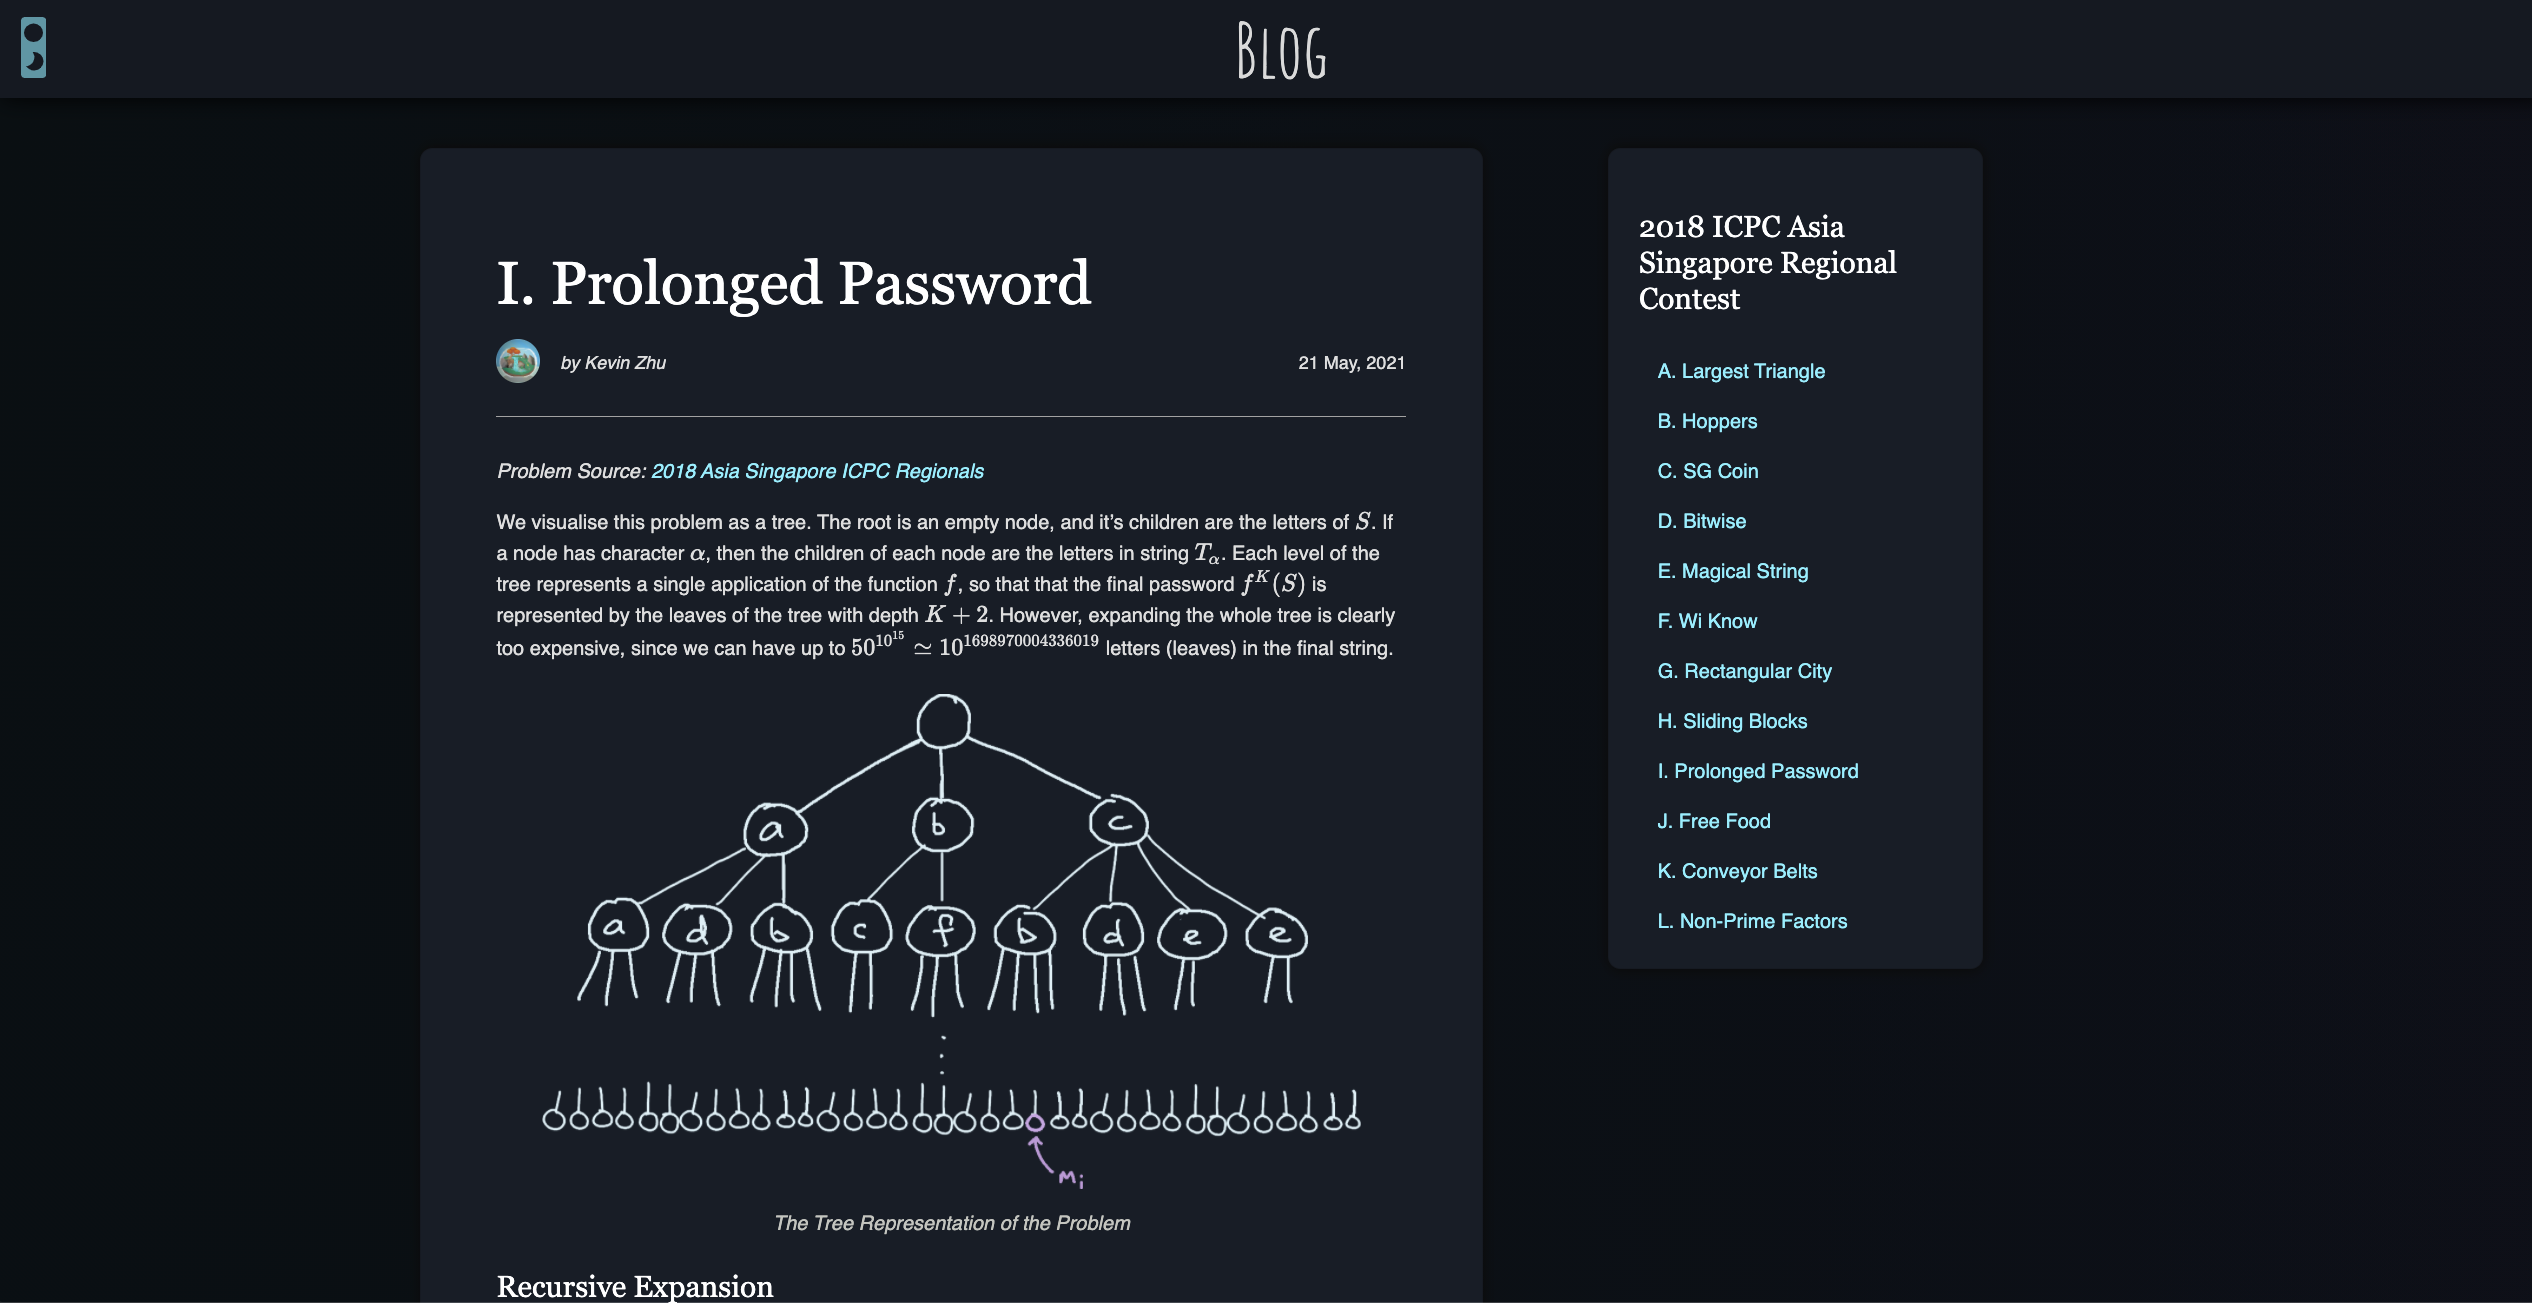 Blog
I. Prolonged Password
by Kevin Zhu
21 May, 2021
Problem Source: 2018 Asia Singapore ICPC Regionals
We visualise this problem as a tree. The root is an empty node, and it’s children are the letters of S. If
a node has character α, then the children of each node are the letters in string T_α. Each level of the
tree represents a single application of the function f, so that that the final password f^K(S) is
represented by the leaves of the tree with depth K + 2. However, expanding the whole tree is clearly
too expensive, since we can have up to 50^{10^{15}} ≃ 10^{1698970004336019} letters (leaves) in the final string.
a b c
a d b c f b d e e
m_i
The Tree Representation of the Problem
Recursive Expansion
2018 ICPC Asia
Singapore Regional
Contest
A. Largest Triangle
B. Hoppers
C. SG Coin
D. Bitwise
E. Magical String
F. Wi Know
G. Rectangular City
H. Sliding Blocks
I. Prolonged Password
J. Free Food
K. Conveyor Belts
L. Non-Prime Factors